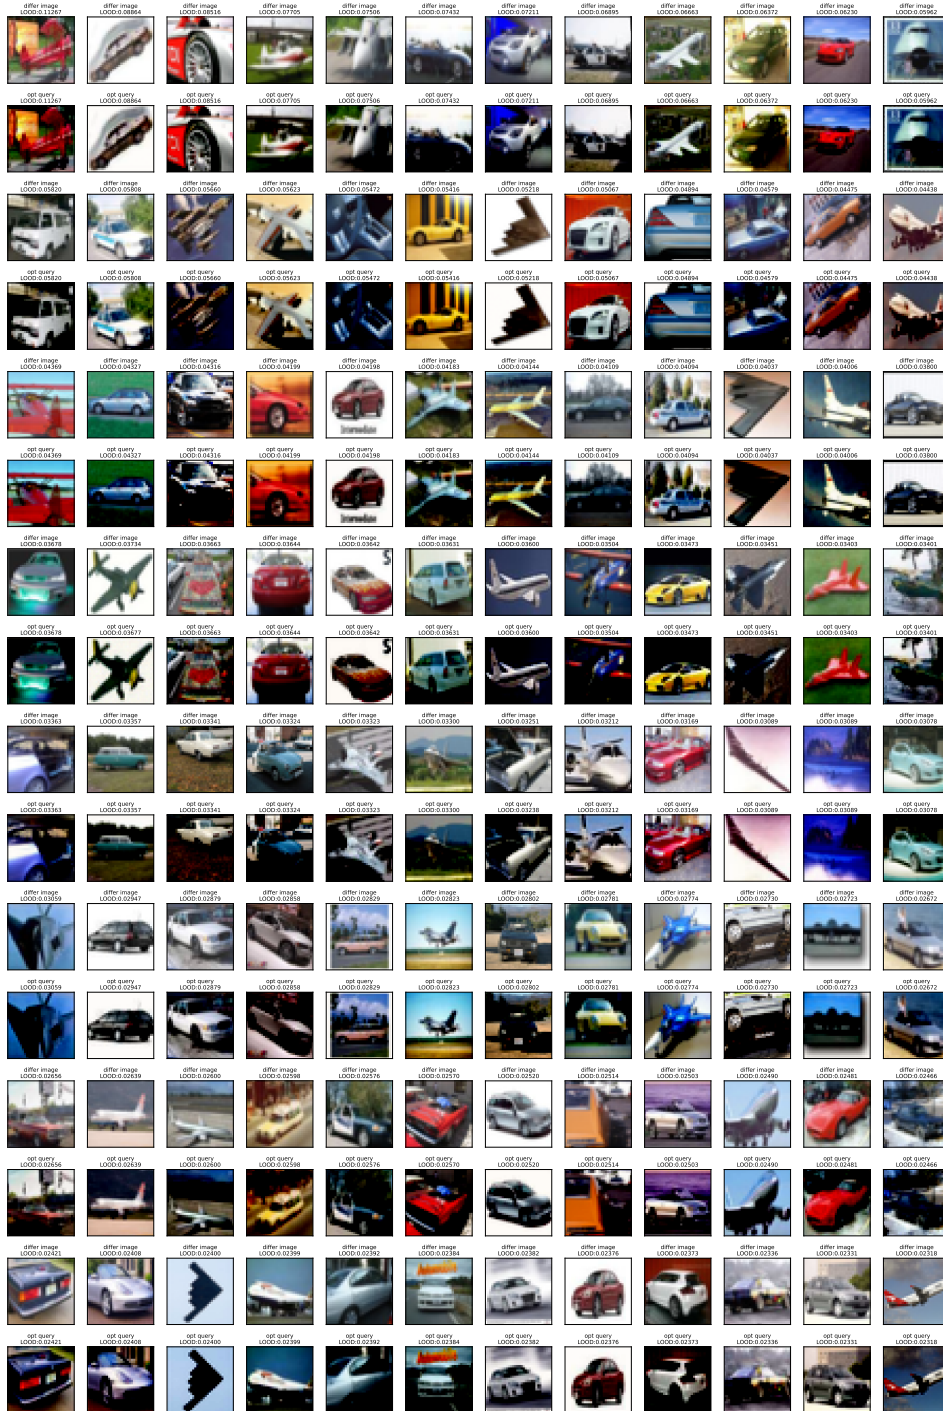 differ image differ image differ image differ image differ image differ image differ image differ image differ image differ image differ image differ image
LOOD:0.11267 LOOD:0.08864 LOOD:0.08516 LOOD:0.07705 LOOD:0.07506 LOOD:0.07432 LOOD:0.07211 LOOD:0.06895 LOOD:0.06663 LOOD:0.06372 LOOD:0.06230 LOOD:0.05962
opt query opt query opt query opt query opt query opt query opt query opt query opt query opt query opt query opt query
LOOD:0.11267 LOOD:0.08864 LOOD:0.08516 LOOD:0.07705 LOOD:0.07506 LOOD:0.07432 LOOD:0.07211 LOOD:0.06895 LOOD:0.06663 LOOD:0.06372 LOOD:0.06230 LOOD:0.05962
differ image differ image differ image differ image differ image differ image differ image differ image differ image differ image differ image differ image
LOOD:0.05820 LOOD:0.05808 LOOD:0.05660 LOOD:0.05623 LOOD:0.05472 LOOD:0.05416 LOOD:0.05218 LOOD:0.05067 LOOD:0.04894 LOOD:0.04579 LOOD:0.04475 LOOD:0.04438
opt query opt query opt query opt query opt query opt query opt query opt query opt query opt query opt query opt query
LOOD:0.05820 LOOD:0.05808 LOOD:0.05660 LOOD:0.05623 LOOD:0.05472 LOOD:0.05416 LOOD:0.05218 LOOD:0.05067 LOOD:0.04894 LOOD:0.04579 LOOD:0.04475 LOOD:0.04438
differ image differ image differ image differ image differ image differ image differ image differ image differ image differ image differ image differ image
LOOD:0.04369 LOOD:0.04327 LOOD:0.04316 LOOD:0.04199 LOOD:0.04198 LOOD:0.04183 LOOD:0.04144 LOOD:0.04109 LOOD:0.04094 LOOD:0.04037 LOOD:0.04006 LOOD:0.03800
Intermediate
opt query opt query opt query opt query opt query opt query opt query opt query opt query opt query opt query opt query
LOOD:0.04369 LOOD:0.04327 LOOD:0.04316 LOOD:0.04199 LOOD:0.04198 LOOD:0.04183 LOOD:0.04144 LOOD:0.04109 LOOD:0.04094 LOOD:0.04037 LOOD:0.04006 LOOD:0.03800
Intermediate
differ image differ image differ image differ image differ image differ image differ image differ image differ image differ image differ image differ image
LOOD:0.03678 LOOD:0.03734 LOOD:0.03663 LOOD:0.03644 LOOD:0.03642 LOOD:0.03631 LOOD:0.03600 LOOD:0.03504 LOOD:0.03473 LOOD:0.03451 LOOD:0.03403 LOOD:0.03401
opt query opt query opt query opt query opt query opt query opt query opt query opt query opt query opt query opt query
LOOD:0.03678 LOOD:0.03677 LOOD:0.03663 LOOD:0.03644 LOOD:0.03642 LOOD:0.03631 LOOD:0.03600 LOOD:0.03504 LOOD:0.03473 LOOD:0.03451 LOOD:0.03403 LOOD:0.03401
differ image differ image differ image differ image differ image differ image differ image differ image differ image differ image differ image differ image
LOOD:0.03363 LOOD:0.03357 LOOD:0.03341 LOOD:0.03324 LOOD:0.03323 LOOD:0.03300 LOOD:0.03251 LOOD:0.03212 LOOD:0.03169 LOOD:0.03089 LOOD:0.03089 LOOD:0.03078
opt query opt query opt query opt query opt query opt query opt query opt query opt query opt query opt query opt query
LOOD:0.03363 LOOD:0.03357 LOOD:0.03341 LOOD:0.03324 LOOD:0.03323 LOOD:0.03300 LOOD:0.03238 LOOD:0.03212 LOOD:0.03169 LOOD:0.03089 LOOD:0.03089 LOOD:0.03078
differ image differ image differ image differ image differ image differ image differ image differ image differ image differ image differ image differ image
LOOD:0.03059 LOOD:0.02947 LOOD:0.02879 LOOD:0.02858 LOOD:0.02829 LOOD:0.02823 LOOD:0.02802 LOOD:0.02781 LOOD:0.02774 LOOD:0.02730 LOOD:0.02723 LOOD:0.02672
opt query opt query opt query opt query opt query opt query opt query opt query opt query opt query opt query opt query
LOOD:0.03059 LOOD:0.02947 LOOD:0.02879 LOOD:0.02858 LOOD:0.02829 LOOD:0.02823 LOOD:0.02802 LOOD:0.02781 LOOD:0.02774 LOOD:0.02730 LOOD:0.02723 LOOD:0.02672
differ image differ image differ image differ image differ image differ image differ image differ image differ image differ image differ image differ image
LOOD:0.02656 LOOD:0.02639 LOOD:0.02600 LOOD:0.02598 LOOD:0.02576 LOOD:0.02570 LOOD:0.02520 LOOD:0.02514 LOOD:0.02503 LOOD:0.02490 LOOD:0.02481 LOOD:0.02466
opt query opt query opt query opt query opt query opt query opt query opt query opt query opt query opt query opt query
LOOD:0.02656 LOOD:0.02639 LOOD:0.02600 LOOD:0.02598 LOOD:0.02576 LOOD:0.02570 LOOD:0.02520 LOOD:0.02514 LOOD:0.02503 LOOD:0.02490 LOOD:0.02481 LOOD:0.02466
differ image differ image differ image differ image differ image differ image differ image differ image differ image differ image differ image differ image
LOOD:0.02421 LOOD:0.02408 LOOD:0.02400 LOOD:0.02399 LOOD:0.02392 LOOD:0.02384 LOOD:0.02382 LOOD:0.02376 LOOD:0.02373 LOOD:0.02336 LOOD:0.02331 LOOD:0.02318
opt query opt query opt query opt query opt query opt query opt query opt query opt query opt query opt query opt query
LOOD:0.02421 LOOD:0.02408 LOOD:0.02400 LOOD:0.02399 LOOD:0.02392 LOOD:0.02384 LOOD:0.02382 LOOD:0.02376 LOOD:0.02373 LOOD:0.02336 LOOD:0.02331 LOOD:0.02318